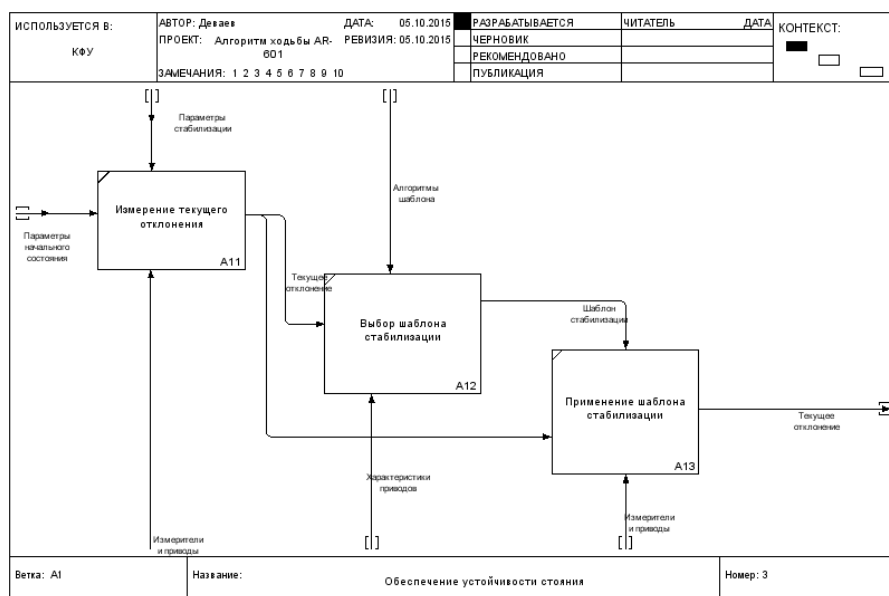 ИСПОЛЬЗУЕТСЯ В:
КФУ
АВТОР: Деваев
ДАТА: 05.10.2015
ПРОЕКТ: Алгоритм ходьбы AR-
601
РЕВИЗИЯ: 05.10.2015
ЗАМЕЧАНИЯ: 1 2 3 4 5 6 7 8 9 10
РАЗРАБАТЫВАЕТСЯ
ЧЕРНОВИК
РЕКОМЕНДОВАНО
ПУБЛИКАЦИЯ
ЧИТАТЕЛЬ
ДАТА
КОНТЕКСТ:
Параметры
стабилизации
Измерение текущего
отклонения
A11
Параметры
начального
состояния
Алгоритмы
шаблона
Текущее
отклонение
Выбор шаблона
стабилизации
A12
Шаблон
стабилизации
Применение шаблона
стабилизации
A13
Текущее
отклонение
Характеристики
приводов
Измерители
и приводы
Измерители
и приводы
Ветка: A1
Название:
Обеспечение устойчивости стояния
Номер: 3